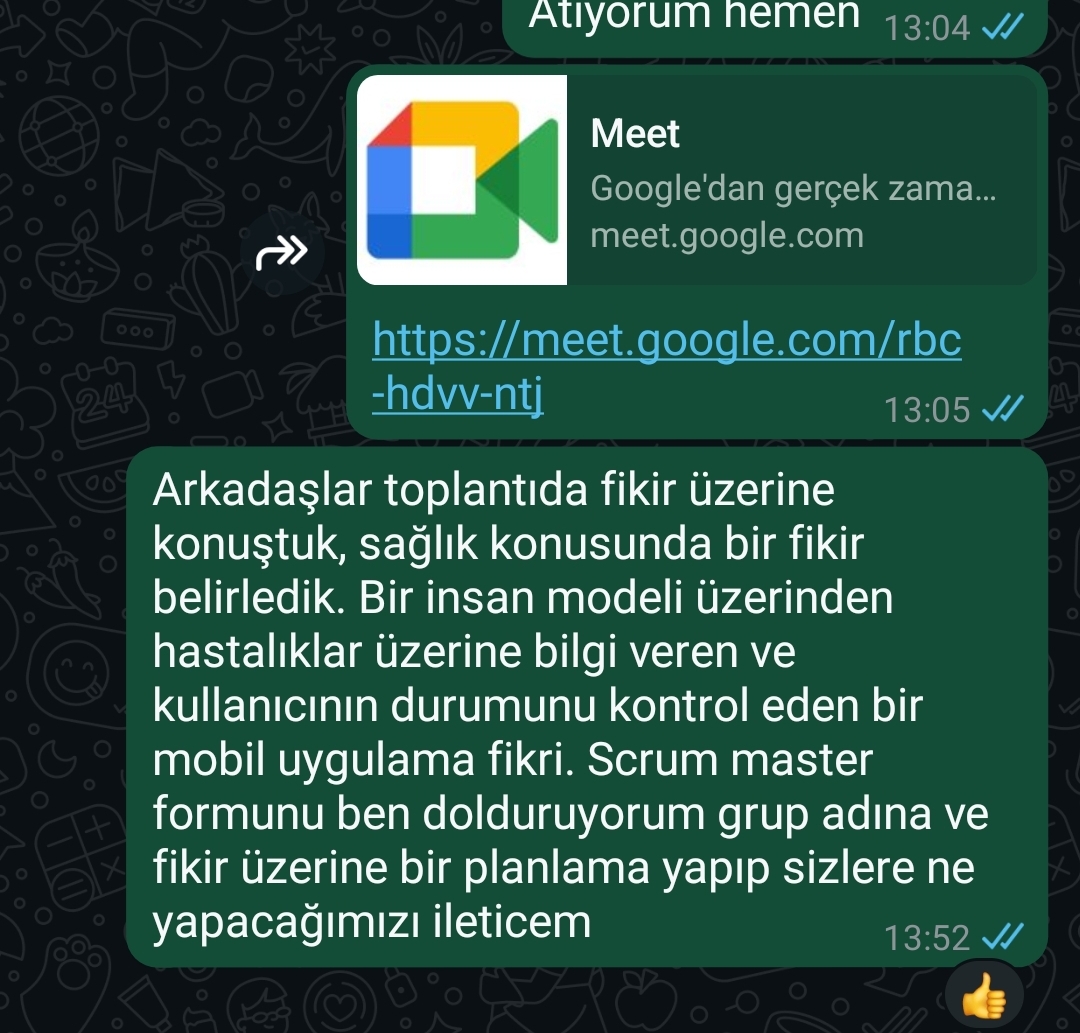 Atıyorum hemen 13:04
Meet
Google'dan gerçek zama...
meet.google.com
https://meet.google.com/rbc
-hdvv-ntj
13:05
Arkadaşlar toplantıda fikir üzerine
konuştuk, sağlık konusunda bir fikir
belirledik. Bir insan modeli üzerinden
hastalıklar üzerine bilgi veren ve
kullanıcının durumunu kontrol eden bir
mobil uygulama fikri. Scrum master
formunu ben dolduruyorum grup adına ve
fikir üzerine bir planlama yapıp sizlere ne
yapacağımızı ileticem
13:52